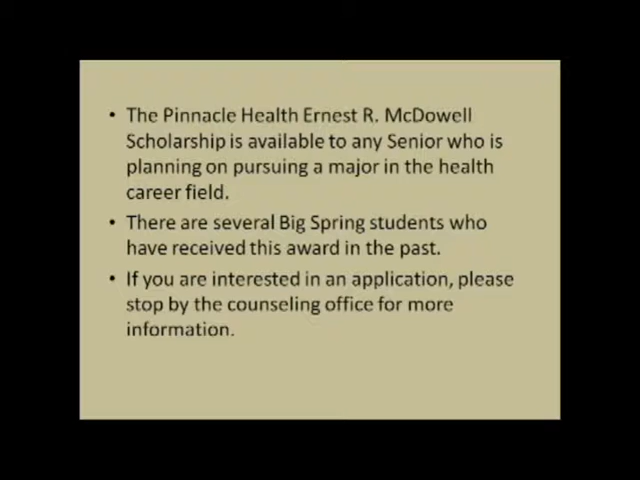 • The Pinnacle Health Ernest R. McDowell
Scholarship is available to any Senior who is
planning on pursuing a major in the health
career field.
• There are several Big Spring students who
have received this award in the past.
• If you are interested in an application, please
stop by the counseling office for more
information.